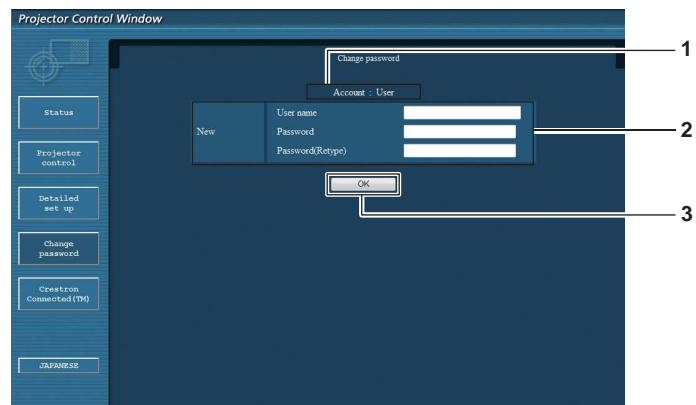 Projector Control Window
Change password
1
Account : User
Status
User name
New
Password
2
Password(Retype)
Projector
control
OK
Detailed
set up
3
Change
password
Crestron
Connected(TM)
JAPANESE